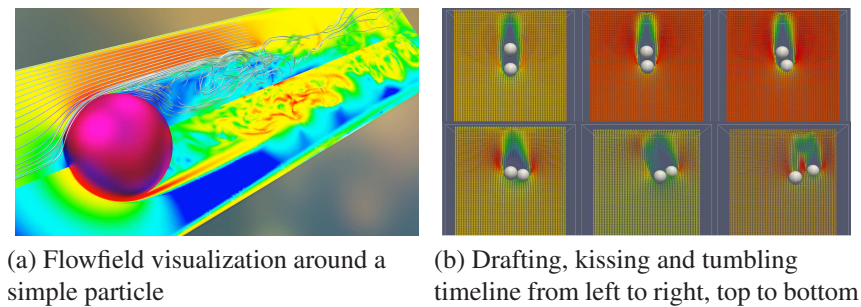 (a) Flowfield visualization around a
simple particle
(b) Drafting, kissing and tumbling
timeline from left to right, top to bottom